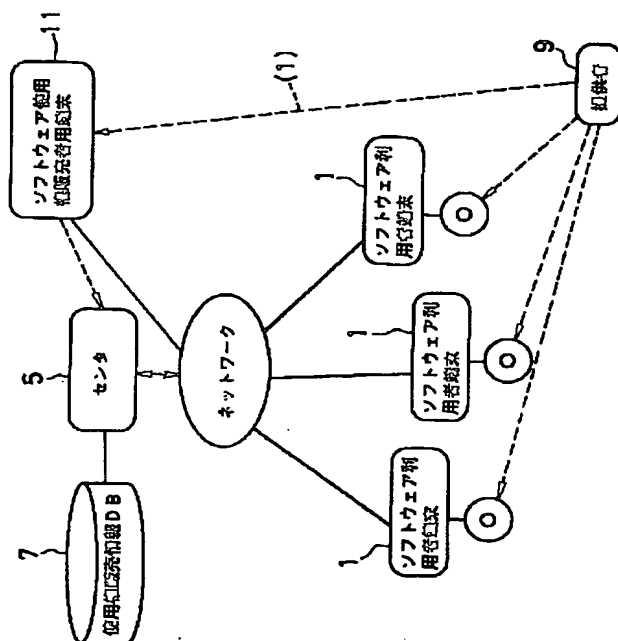 11
ソフトウェア使用
権販売者用端末
(1)
9
提供者
5
センタ
ネットワーク
7
使用権販売情報DB
1
ソフトウェア利
用者端末
1
ソフトウェア利
用者端末
1
ソフトウェア利
用者端末